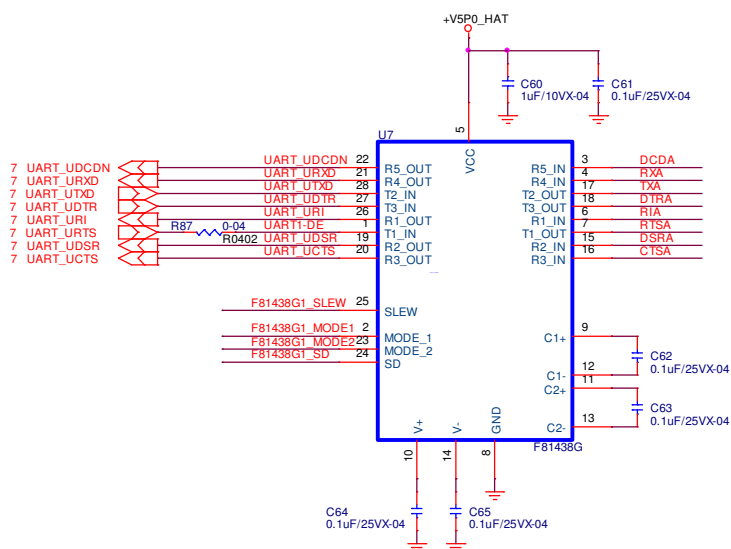 +V5P0_HAT
C60
1uF/10VX-04
C61
0.1uF/25VX-04
U7
5
VCC
7 UART_UDCDN
UART_UDCDN 22 R5_OUT
R5_IN 3 DCDA
7 UART_URXD
UART_URXD 21 R4_OUT
R4_IN 4 RXA
7 UART_UTXD
UART_UTXD 28 T2_IN
T2_OUT 17 TXA
7 UART_UDTR
UART_UDTR 27 T3_IN
T3_OUT 18 DTRA
7 UART_URI
UART_URI 26 R1_OUT
R1_IN 6 RIA
7 UART_URTS
R87 0-04
R0402
UART1-DE 1 T1_IN
T1_OUT 7 RTSA
7 UART_UDSR
UART_UDSR 19 R2_OUT
R2_IN 15 DSRA
7 UART_UCTS
UART_UCTS 20 R3_OUT
R3_IN 16 CTSA
F81438G1_SLEW 25 SLEW
F81438G1_MODE1 2 MODE_1
F81438G1_MODE2 23 MODE_2
F81438G1_SD 24 SD
C1+ 9
C62
0.1uF/25VX-04
C1- 12
C2+ 11
C63
0.1uF/25VX-04
C2- 13
V+
V-
GND
F81438G
10
14
8
C64
0.1uF/25VX-04
C65
0.1uF/25VX-04